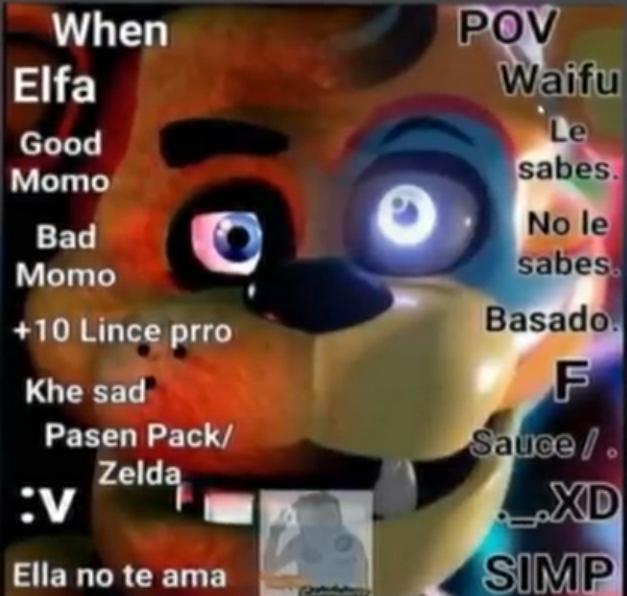 When
Elfa
Good
Momo
Bad
Momo
+10 Lince prro
Khe sad
Pasen Pack/
Zelda
:v
Ella no te ama
POV
Waifu
Le
sabes.
No le
sabes.
Basado.
F
Sauce / .
._.XD
SIMP